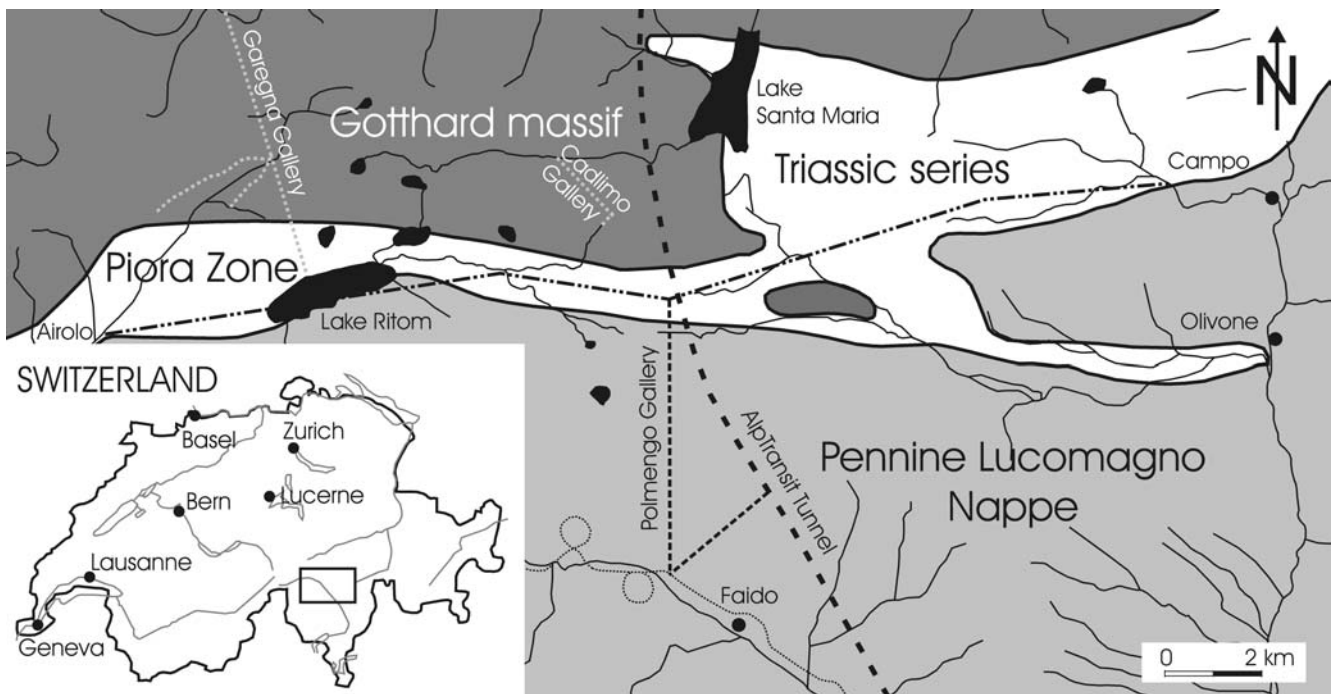 Garegna Gallery
Gotthard massif
Cadlimo
Gallery
Lake
Santa Maria
N
Triassic series
Campo
Piora Zone
Airolo
Lake Ritom
Olivone
SWITZERLAND
Basel
Zurich
Bern
Lucerne
Lausanne
Geneva
Polmengo Gallery
AlpTransit Tunnel
Pennine Lucomagno
Nappe
Faido
0 2 km